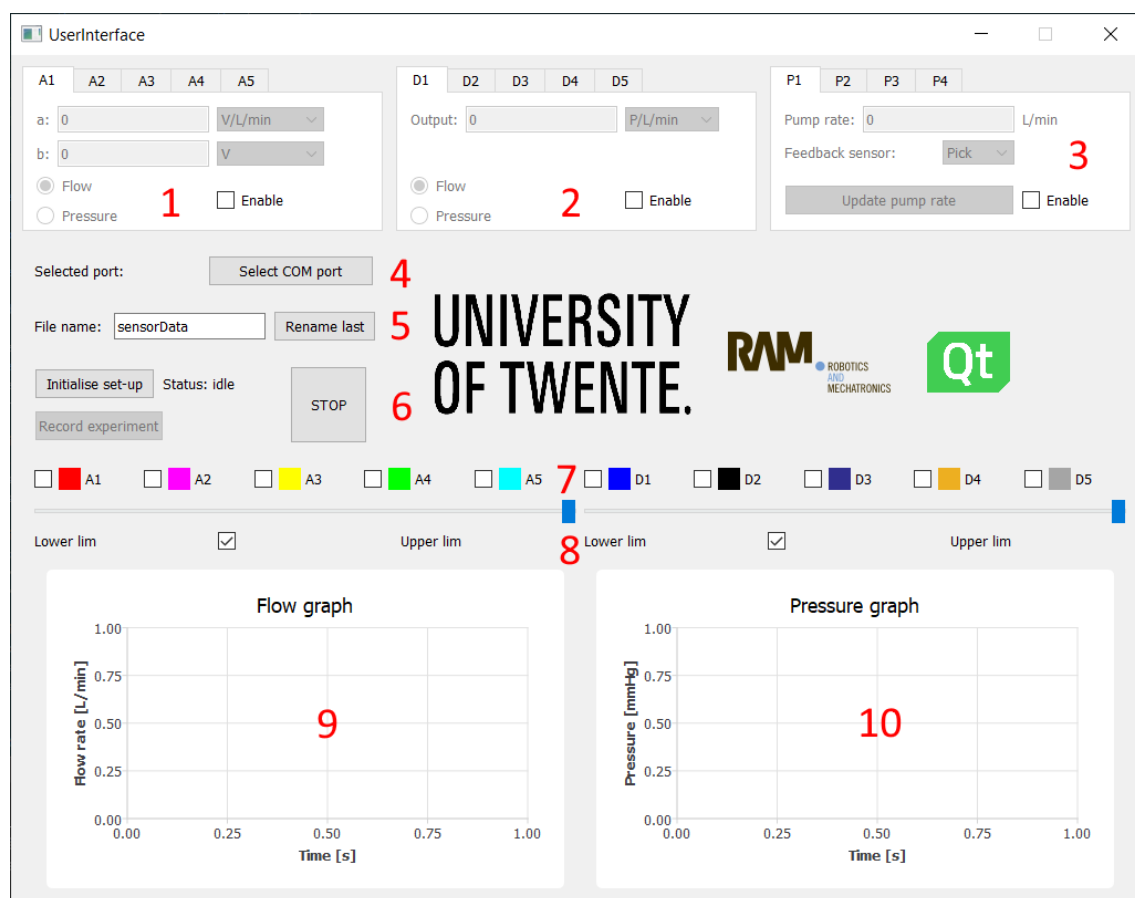 UserInterface
A1 A2 A3 A4 A5
a: 0 V/L/min
b: 0 V
Flow
Pressure
1
Enable
D1 D2 D3 D4 D5
Output: 0 P/L/min
Flow
Pressure
2
Enable
P1 P2 P3 P4
Pump rate: 0 L/min
Feedback sensor: Pick
3
Update pump rate Enable
Selected port: Select COM port 4
File name: sensorData Rename last 5
Initialise set-up Status: idle
STOP 6
Record experiment
UNIVERSITY
OF TWENTE.
RAM
ROBOTICS
AND
MECHATRONICS
Qt
A1 A2 A3 A4 A5 7 D1 D2 D3 D4 D5
Lower lim Upper lim 8 Lower lim Upper lim
Flow graph
Flow rate [L/min]
1.00
0.75
0.50
0.25
0.00
9
0.00 0.25 0.50 0.75 1.00
Time [s]
Pressure graph
Pressure [mmHg]
1.00
0.75
0.50
0.25
0.00
10
0.00 0.25 0.50 0.75 1.00
Time [s]